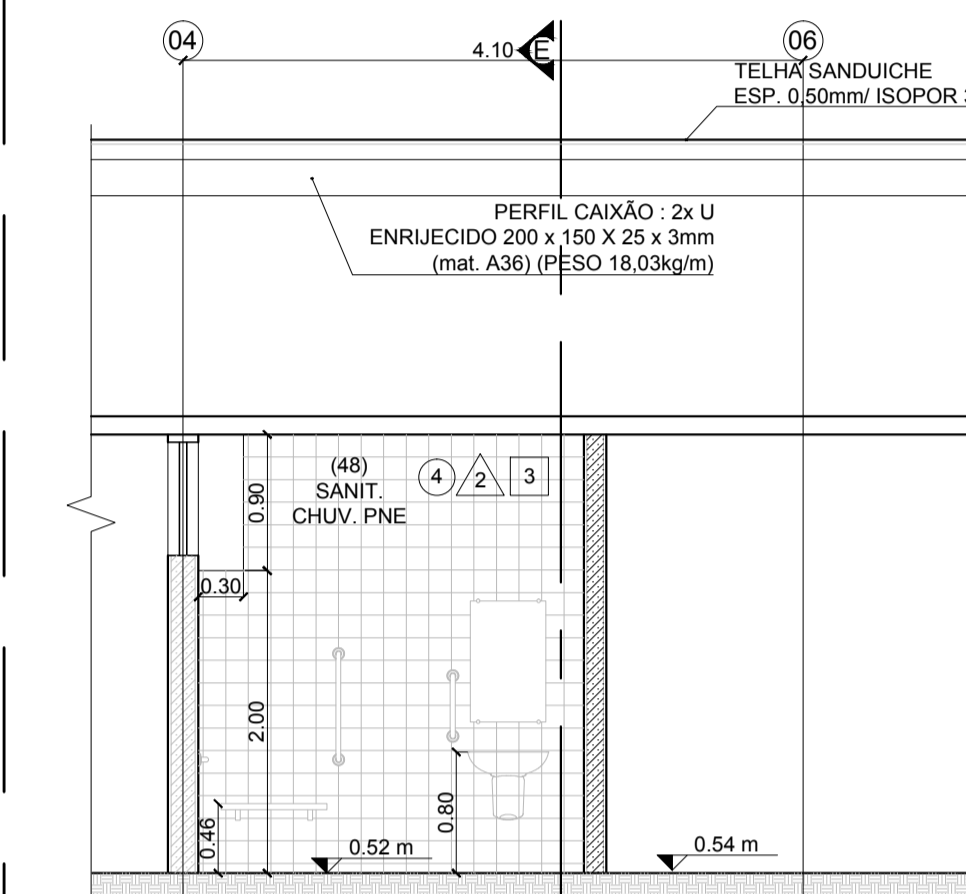 04
4.10
E
06
TELHA SANDUICHE
ESP. 0,50mm/ ISOPOR
PERFIL CAIXÃO : 2x U
ENRIJECIDO 200 x 150 X 25 x 3mm
(mat. A36) (PESO 18,03kg/m)
(48)
SANIT.
CHUV. PNE
4
2
3
0.90
0.30
2.00
0.46
0.80
0.52 m
0.54 m